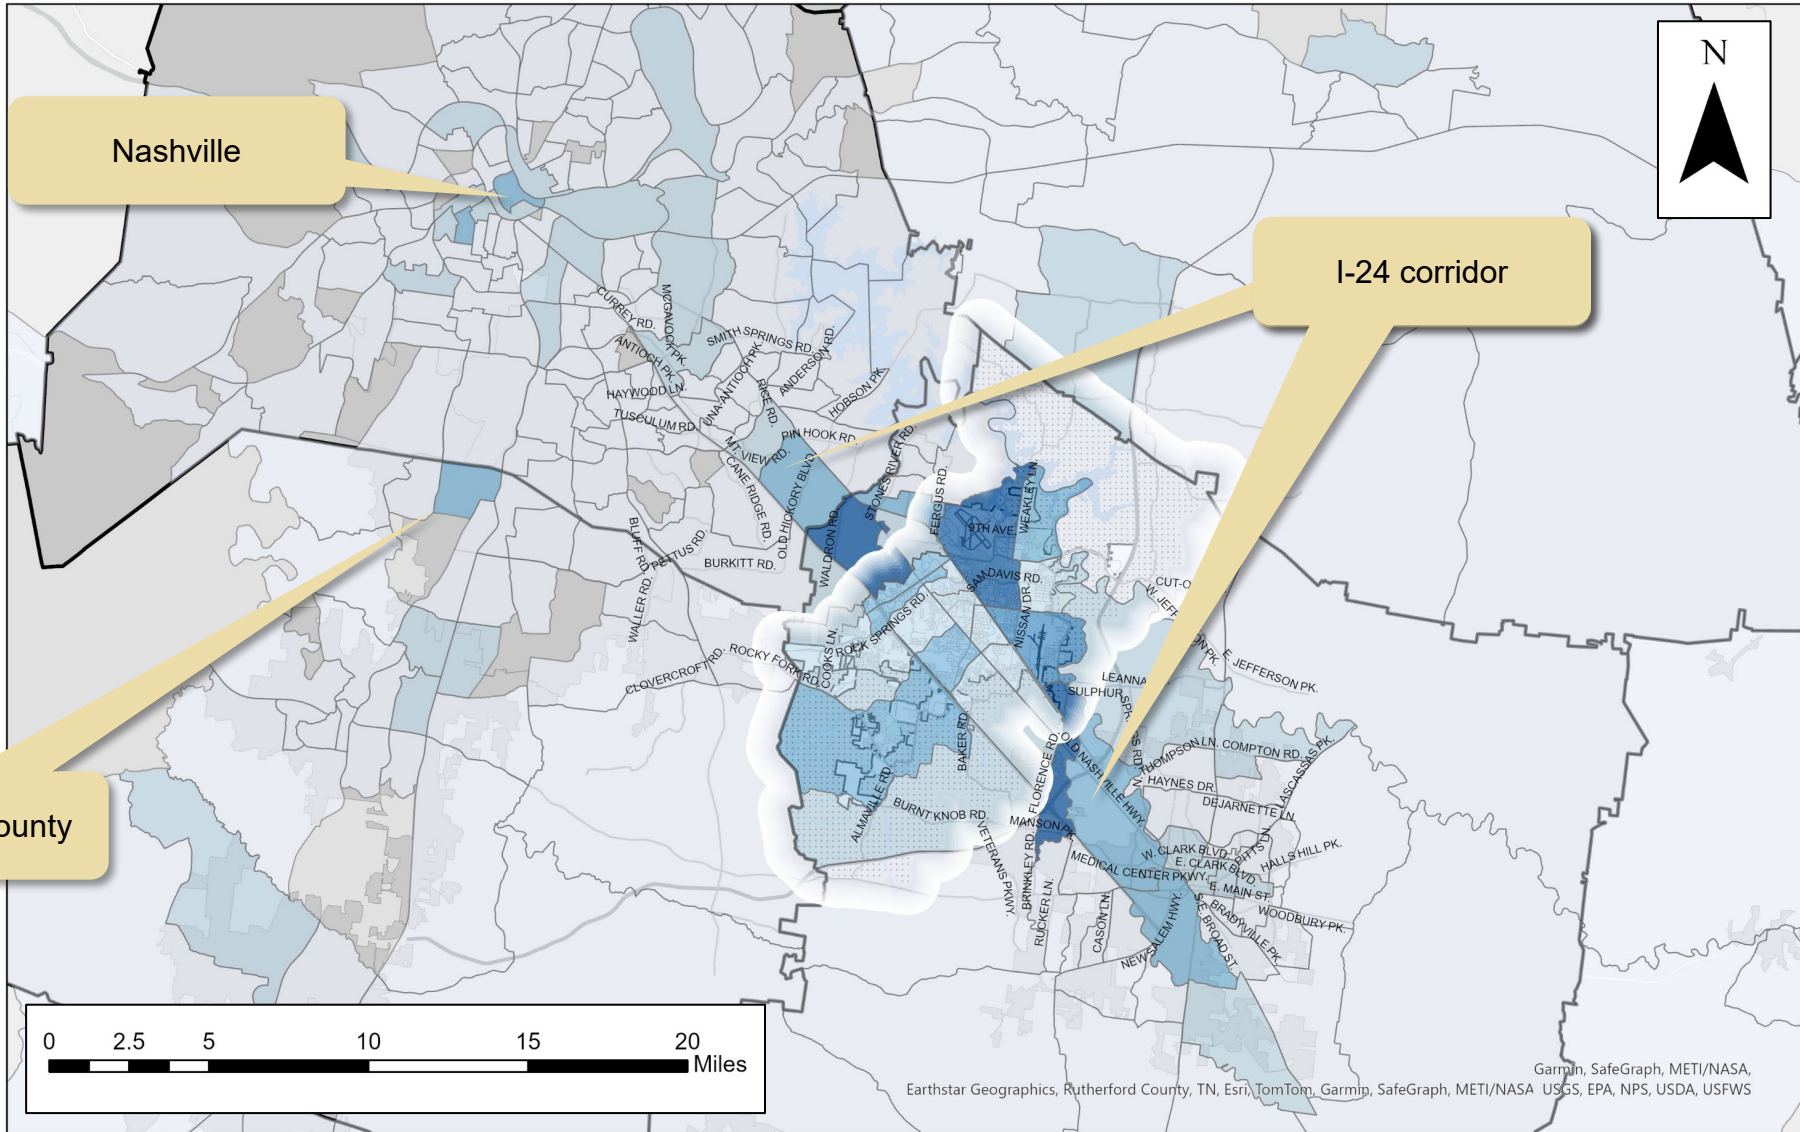 N
Nashville
I-24 corridor
CURREY RD.
MCGAVOCK PK.
SMITH SPRINGS RD.
ANTIOCH PK.
UNA-ANTIOCH PK.
ANDERSON RD.
HAYWOOD LN.
RICE RD.
HOBSON PK.
TUSCULUM RD.
PIN HOOK RD.
MT. VIEW RD.
STONES RIVER RD.
CANE RIDGE RD.
OLD HICKORY BLVD.
FERGUS RD.
WEAKLEY LN.
9TH AVE.
WALDRON RD.
BLUFF RD.
PETTUS RD.
BURKITT RD.
WALLER RD.
SAM DAVIS RD.
NISSAN DR.
CUT-O
W. JEFF
ON PK.
E. JEFFERSON PK.
ROCK SPRINGS RD.
COOKS LN.
ROCKY FORK RD.
CLOVERCROFT RD.
LEANNA
SULPHUR SPR
GS RD.
BAKER RD.
OLD NASHVILLE HWY.
THOMPSON LN.
COMPTON RD.
LASCASSAS PK.
HAYNES DR.
DEJARNETTE LN.
FLORENCE RD.
ALMAVILLE RD.
BURNT KNOB RD.
MANSON PK.
VETERANS PKWY.
BRINKLEY RD.
MEDICAL CENTER PKWY.
W. CLARK BLVD.
E. CLARK BLVD.
PITTS LN.
HALLS HILL PK.
E. MAIN ST.
RUCKER LN.
CASON LN.
NEW SALEM HWY.
S.E. BROAD ST.
BRADYVILLE PK.
WOODBURY PK.
ounty
0 2.5 5 10 15 20
Miles
Garmin, SafeGraph, METI/NASA,
Earthstar Geographics, Rutherford County, TN, Esri, TomTom, Garmin, SafeGraph, METI/NASA USGS, EPA, NPS, USDA, USFWS